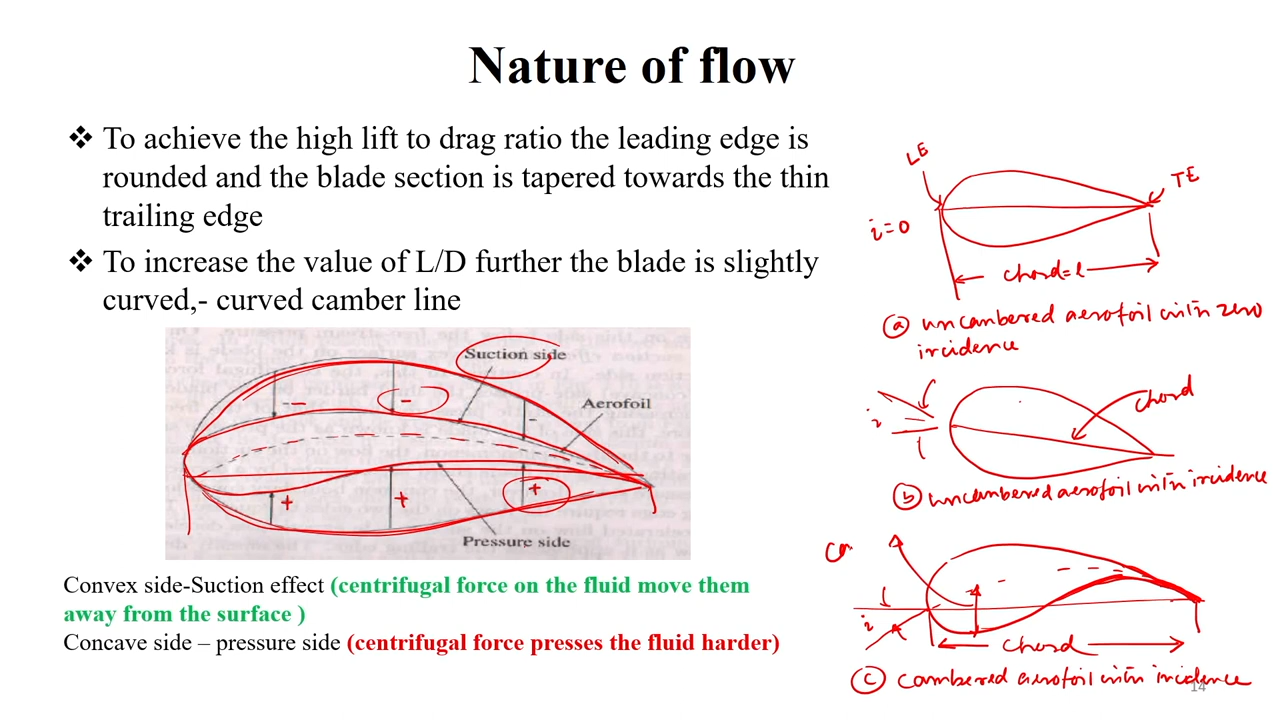 Nature of flow
❖ To achieve the high lift to drag ratio the leading edge is
rounded and the blade section is tapered towards the thin
trailing edge
❖ To increase the value of L/D further the blade is slightly
curved,- curved camber line
Suction side
Aerofoil
Pressure side
-
-
-
+
+
+
Convex side-Suction effect (centrifugal force on the fluid move them
away from the surface )
Concave side – pressure side (centrifugal force presses the fluid harder)
LE
TE
i=0
chord=l
(a) uncambered aerofoil with zero
incidence
i
chord
(b) uncambered aerofoil with incidence
i
chord
(c) cambered aerofoil with incidence
14